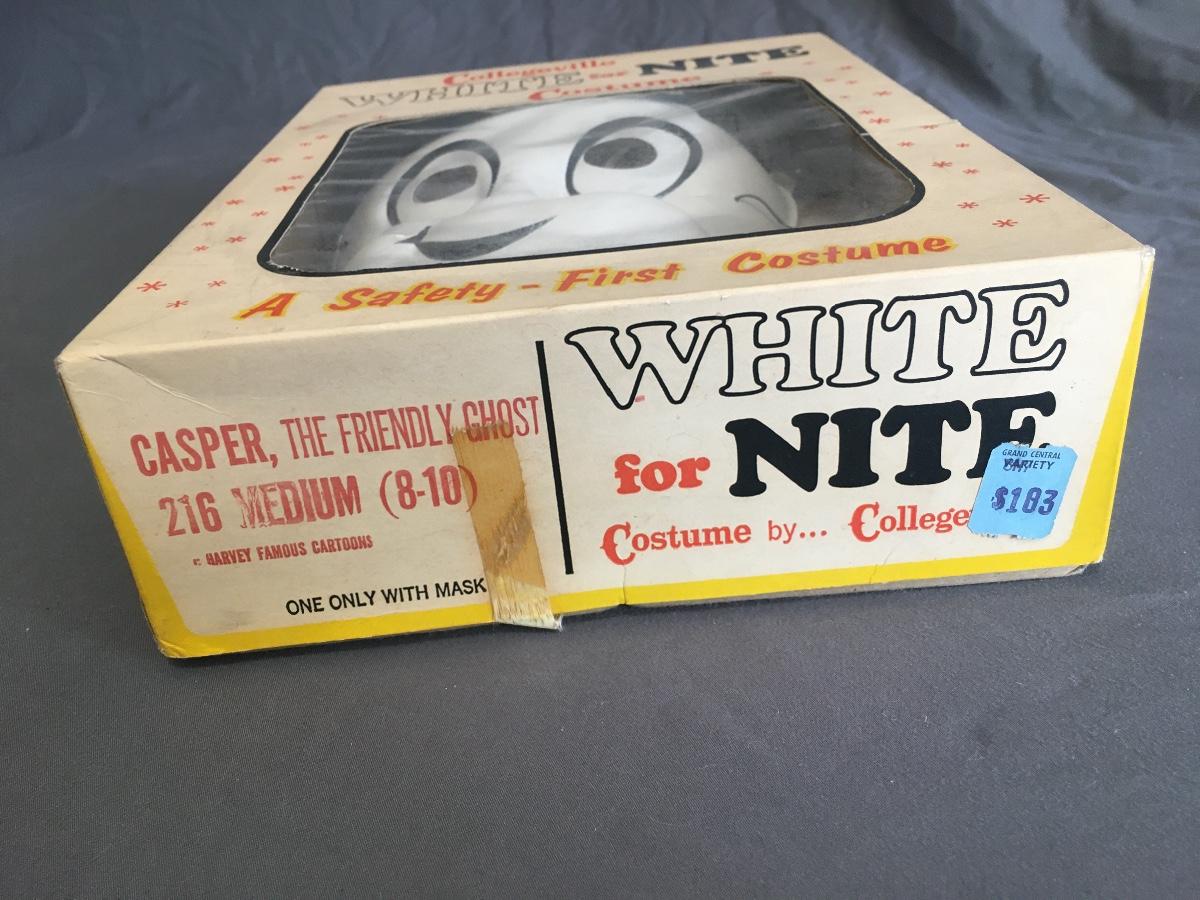 Collegeville
WHITE for NITE
Costume
A Safety-First Costume
CASPER, THE FRIENDLY GHOST
216 MEDIUM (8-10)
HARVEY FAMOUS CARTOONS
ONE ONLY WITH MASK
WHITE
for NITE
Costume by... College
GRAND CENTRAL
VARIETY
$183